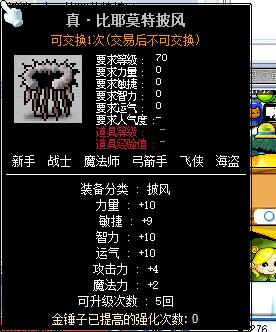 真·比耶莫特披风
可交换1次(交易后不可交换)
要求等级: 70
要求力量: 0
要求敏捷: 0
要求智力: 0
要求运气: 0
要求人气度: -
道具等级: -
道具经验值: -
新手 战士 魔法师 弓箭手 飞侠 海盗
装备分类 : 披风
力量 : +10
敏捷 : +9
智力 : +10
运气 : +10
攻击力 : +4
魔法力 : +2
可升级次数 : 5回
金锤子已提高的强化次数: 0
276